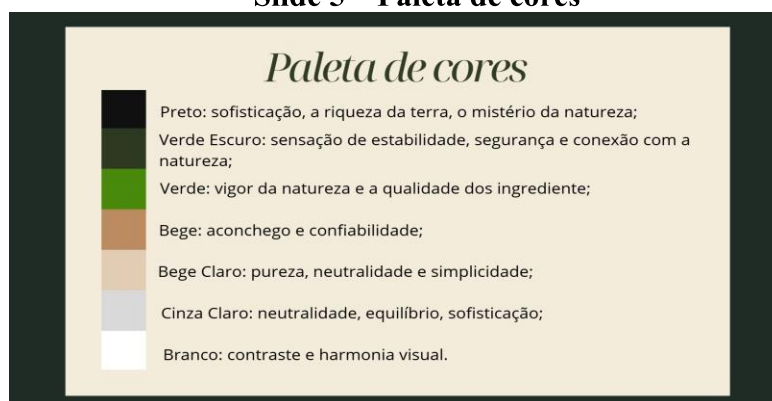 Slide 3 – Paleta de cores
Paleta de cores
Preto: sofisticação, a riqueza da terra, o mistério da natureza;
Verde Escuro: sensação de estabilidade, segurança e conexão com a
natureza;
Verde: vigor da natureza e a qualidade dos ingrediente;
Bege: aconchego e confiabilidade;
Bege Claro: pureza, neutralidade e simplicidade;
Cinza Claro: neutralidade, equilíbrio, sofisticação;
Branco: contraste e harmonia visual.